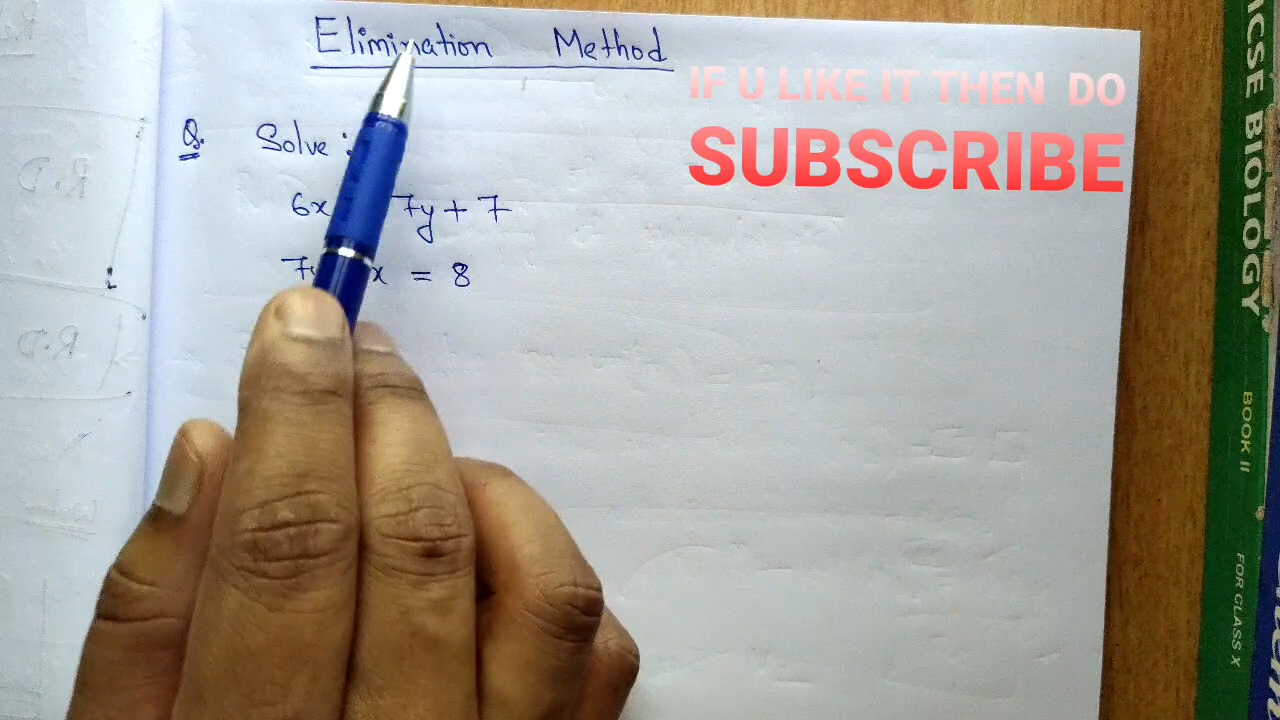 Elimination Method
IF U LIKE IT THEN DO
SUBSCRIBE
Q. Solve :
6x 7y + 7
7y x = 8
ICSE BIOLOGY
BOOK II
FOR CLASS X
R.D
R.D